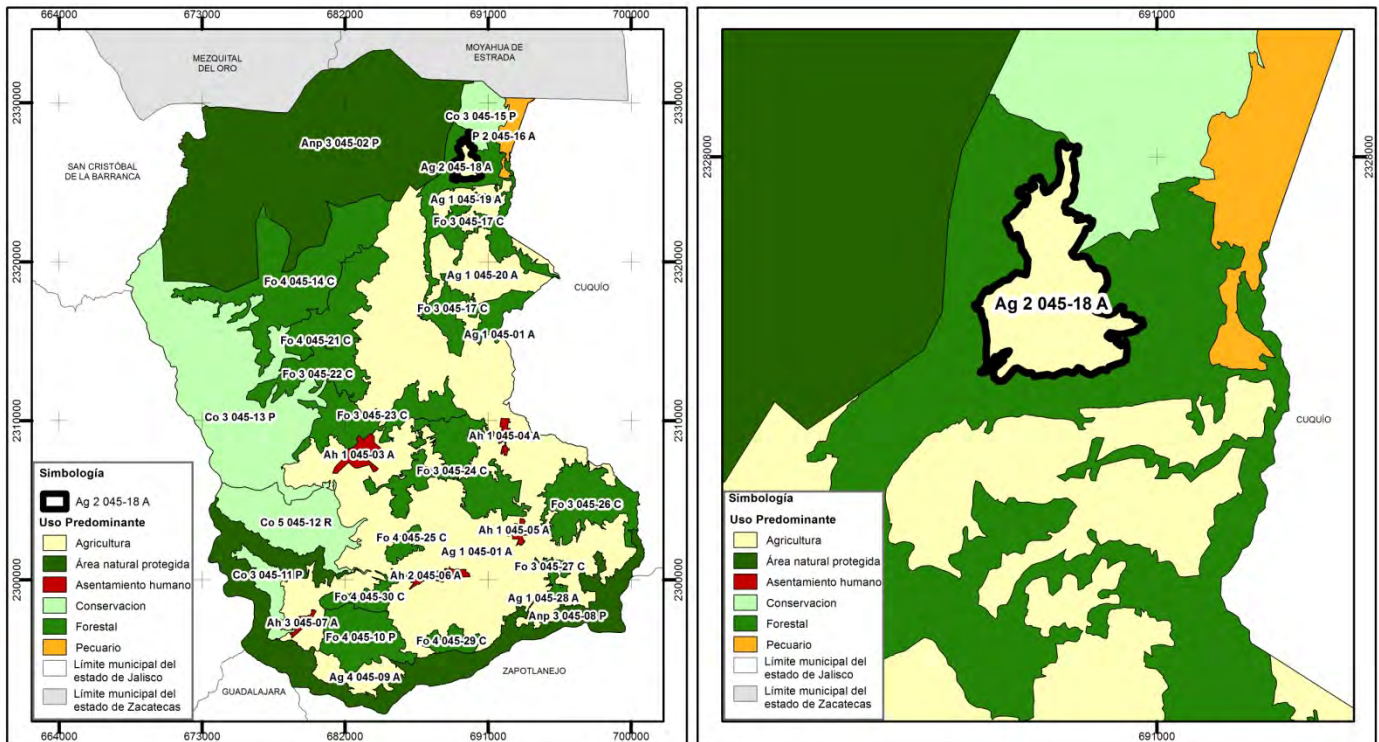 664000
673000
682000
691000
700000
MEZQUITAL
DEL ORO
MOYAHUA DE
ESTRADA
2330000
2330000
Co 3 045-15 P
P 2 045-16 A
Anp 3 045-02 P
SAN CRISTÓBAL
DE LA BARRANCA
Ag 2 045-18 A
Ag 1 045-19 A
Fo 3 045-17 C
2320000
2320000
Fo 4 045-14 C
Ag 1 045-20 A
CUQUÍO
Fo 3 045-17 C
Fo 4 045-21 C
Ag 1 045-01 A
Fo 3 045-22 C
Co 3 045-13 P
Fo 3 045-23 C
2310000
2310000
Ah 1 045-04 A
Ah 1 045-03 A
Fo 3 045-24 C
Fo 3 045-26 C
Co 5 045-12 R
Ah 1 045-05 A
Fo 4 045-25 C
Ag 1 045-01 A
Fo 3 045-27 C
2300000
2300000
Co 3 045-11 P
Ah 2 045-06 A
Fo 4 045-30 C
Ag 1 045-28 A
Anp 3 045-08 P
Ah 3 045-07 A
Fo 4 045-10 P
Fo 4 045-29 C
ZAPOTLANEJO
Ag 4 045-09 A
GUADALAJARA
Simbología
Ag 2 045-18 A
Uso Predominante
Agricultura
Área natural protegida
Asentamiento humano
Conservacion
Forestal
Pecuario
Límite municipal del
estado de Jalisco
Límite municipal del
estado de Zacatecas
664000
673000
682000
691000
700000
691000
2328000
2328000
Ag 2 045-18 A
CUQUÍO
Simbología
Uso Predominante
Agricultura
Área natural protegida
Asentamiento humano
Conservacion
Forestal
Pecuario
Límite municipal del
estado de Jalisco
Límite municipal del
estado de Zacatecas
691000